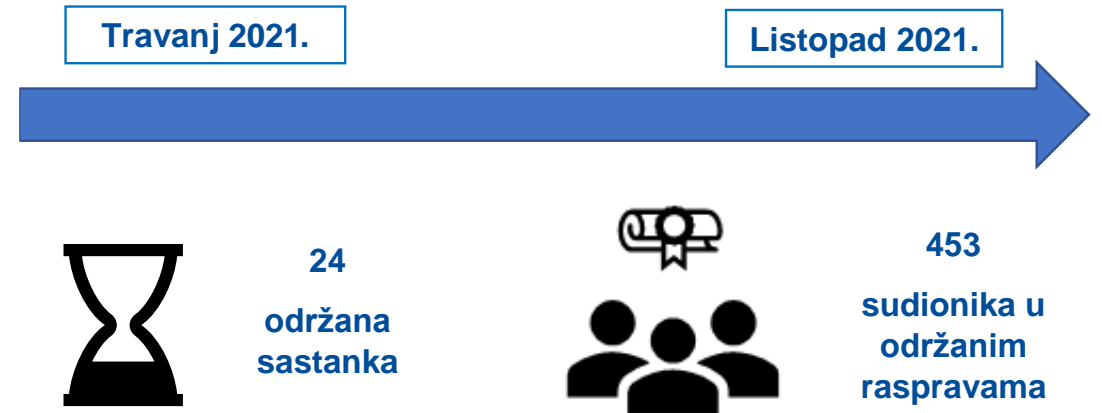 Travanj 2021.
Listopad 2021.
24
održana
sastanka
453
sudionika u
održanim
raspravama